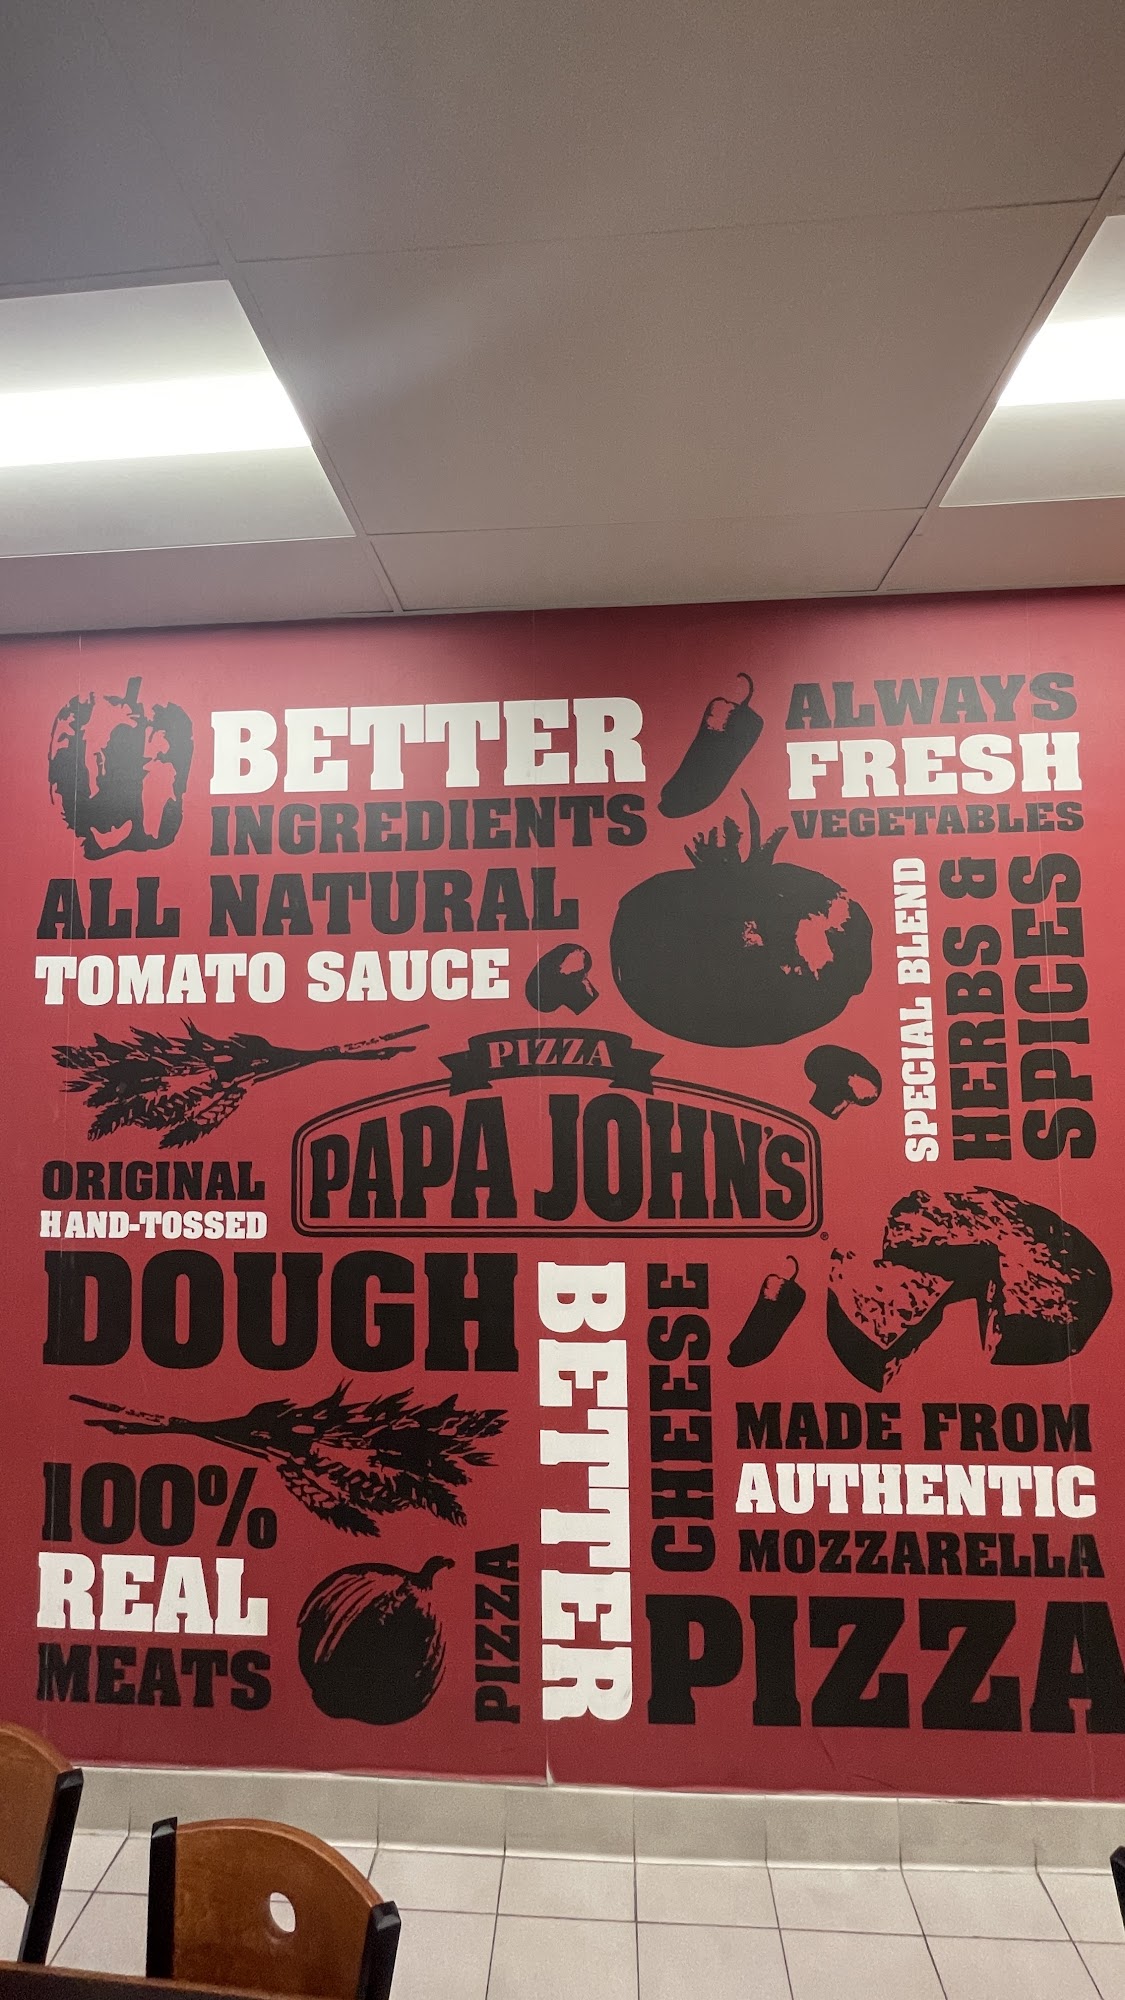 BETTER
INGREDIENTS
ALL NATURAL
TOMATO SAUCE
ALWAYS
FRESH
VEGETABLES
SPECIAL BLEND
HERBS &
SPICES
PIZZA
PAPA JOHN'S®
ORIGINAL
HAND-TOSSED
DOUGH
100%
REAL
MEATS
PIZZA
BETTER
CHEESE
MADE FROM
AUTHENTIC
MOZZARELLA
PIZZA